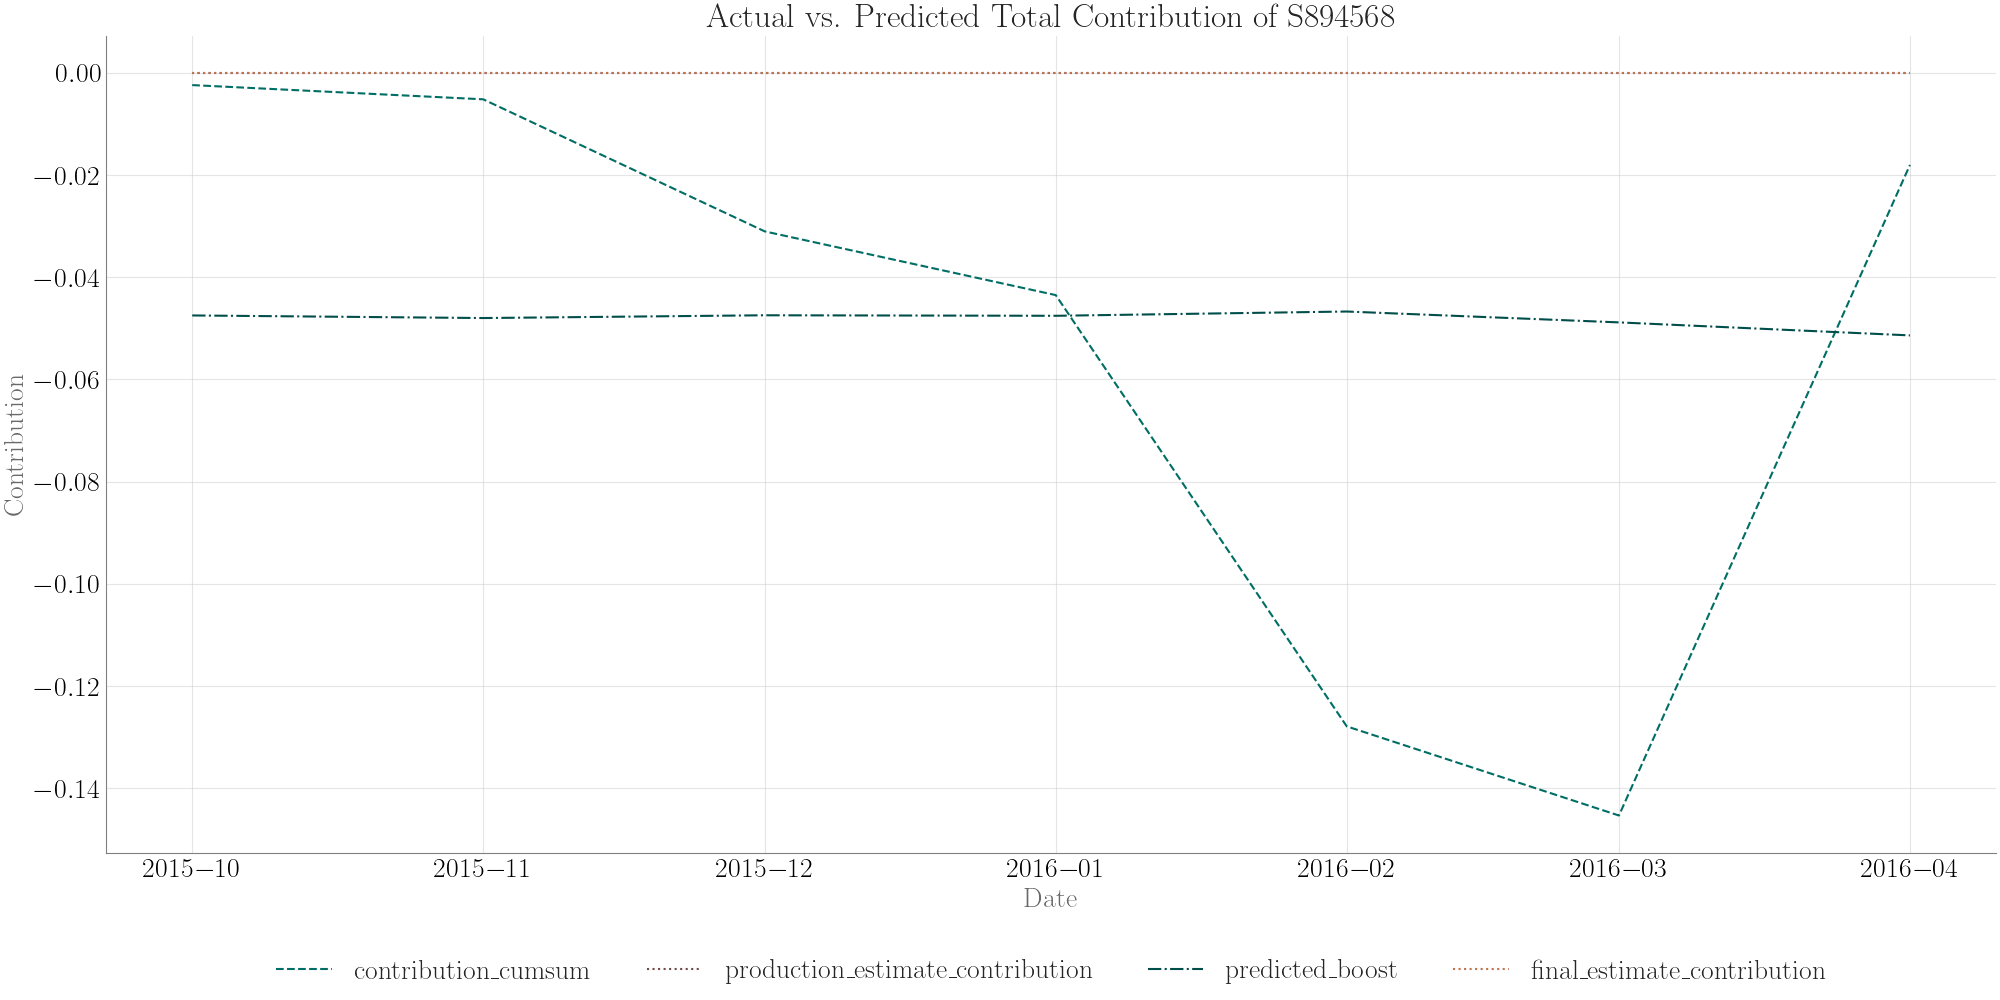 Actual vs. Predicted Total Contribution of S894568
0.00
−0.02
−0.04
−0.06
−0.08
−0.10
−0.12
−0.14
Contribution
2015−10 2015−11 2015−12 2016−01 2016−02 2016−03 2016−04
Date
contribution_cumsum production_estimate_contribution predicted_boost final_estimate_contribution